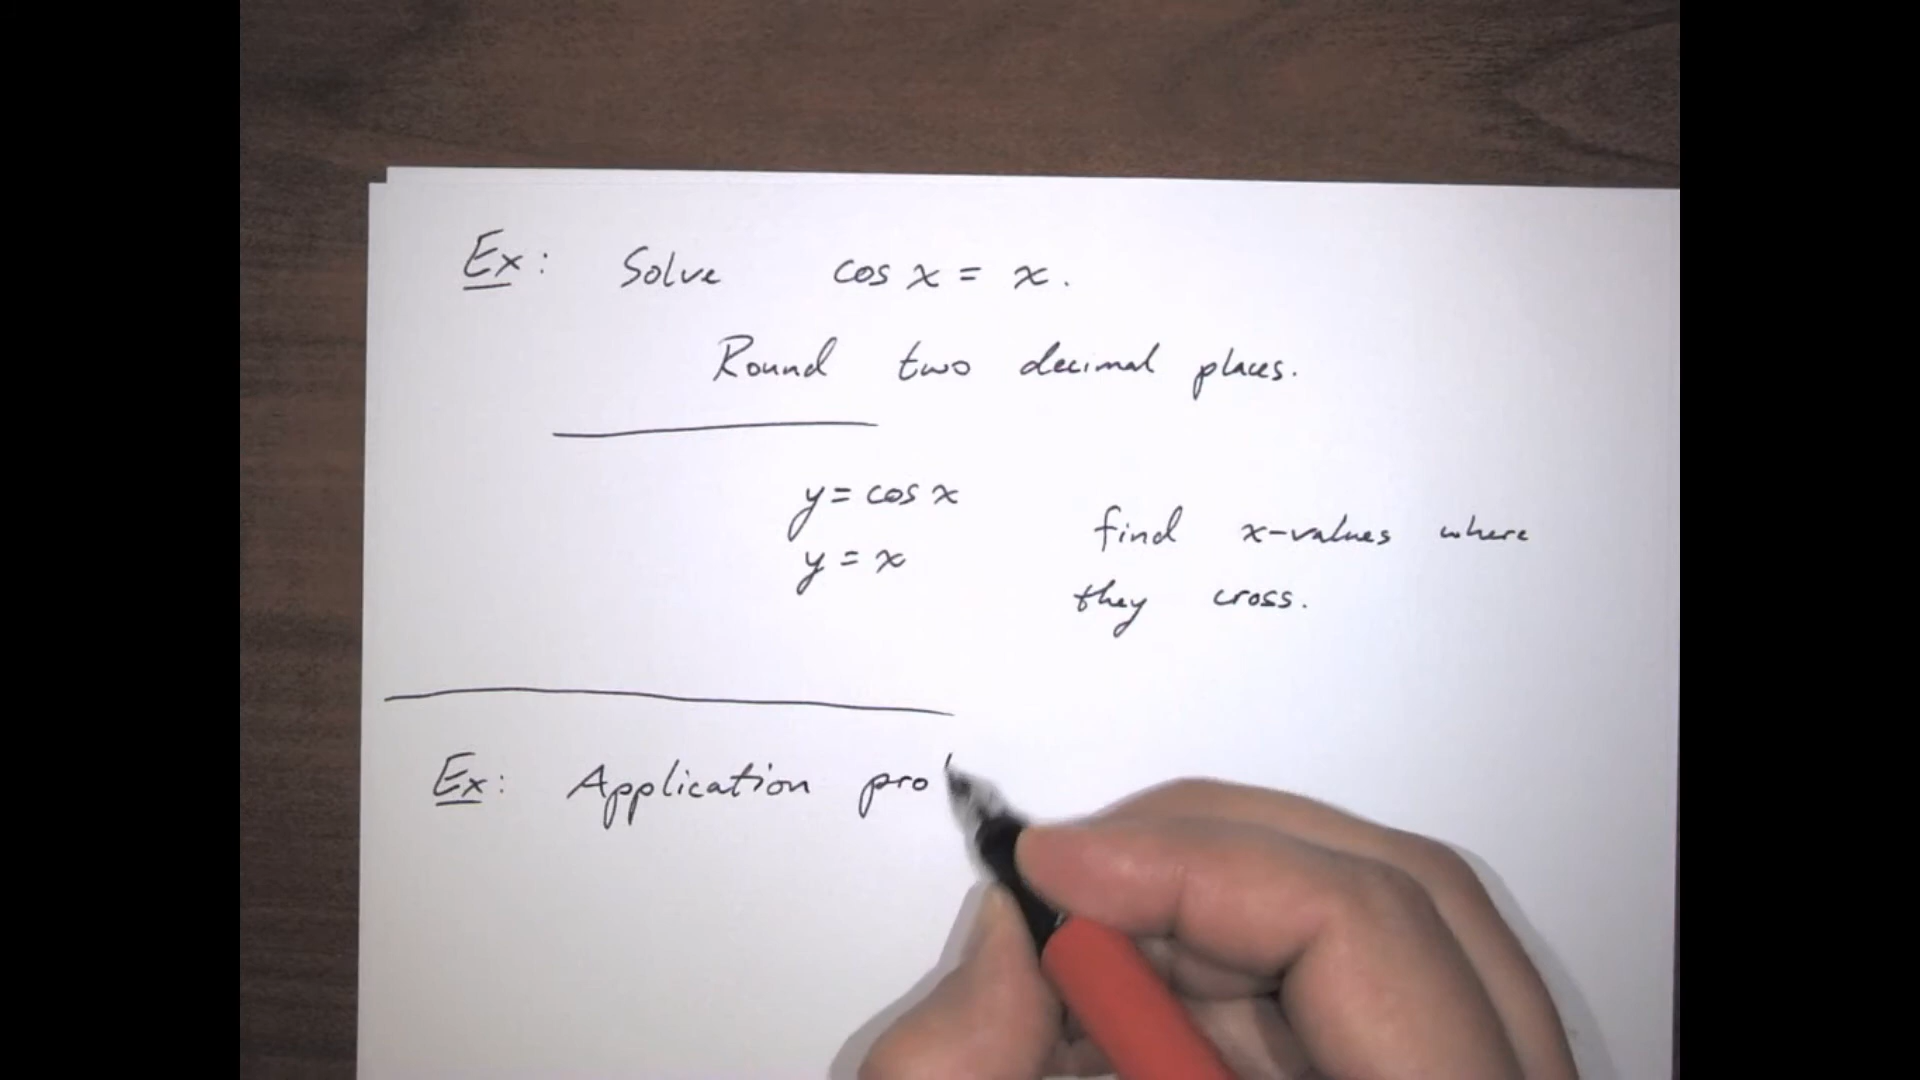 Ex: Solve cos x = x.
Round two decimal places.
y = cos x
y = x
find x-values where
they cross.
Ex: Application pro